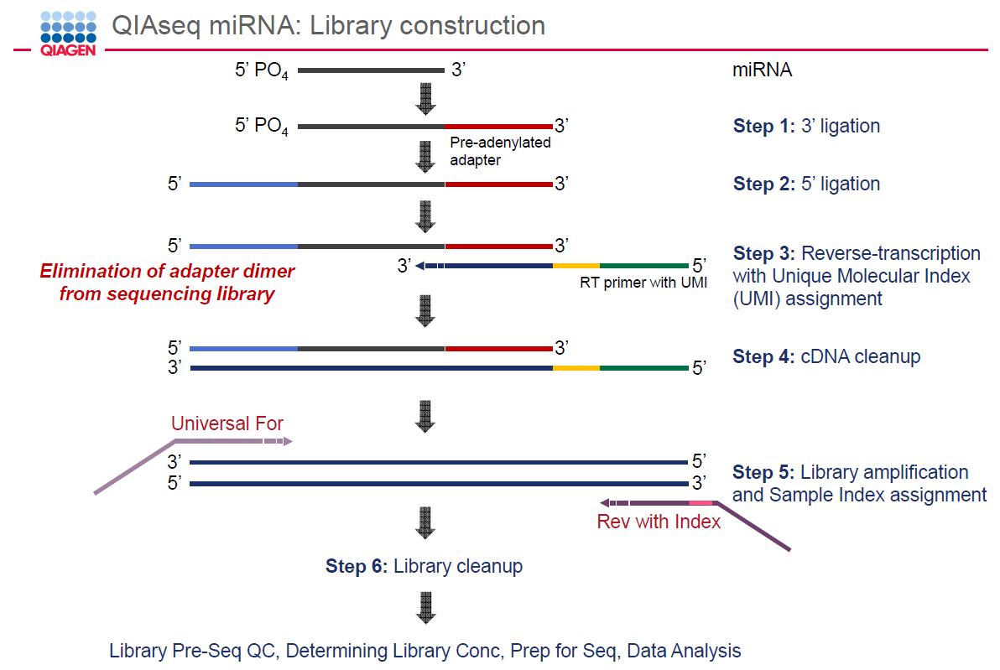 QIAGEN
QIAseq miRNA: Library construction
5’ PO4
3’
miRNA
5’ PO4
3’
Pre-adenylated
adapter
Step 1: 3’ ligation
5’
3’
Step 2: 5’ ligation
5’
3’
Elimination of adapter dimer
from sequencing library
3’
5’
RT primer with UMI
Step 3: Reverse-transcription
with Unique Molecular Index
(UMI) assignment
5’
3’
3’
5’
Step 4: cDNA cleanup
Universal For
3’
5’
5’
3’
Rev with Index
Step 5: Library amplification
and Sample Index assignment
Step 6: Library cleanup
Library Pre-Seq QC, Determining Library Conc, Prep for Seq, Data Analysis